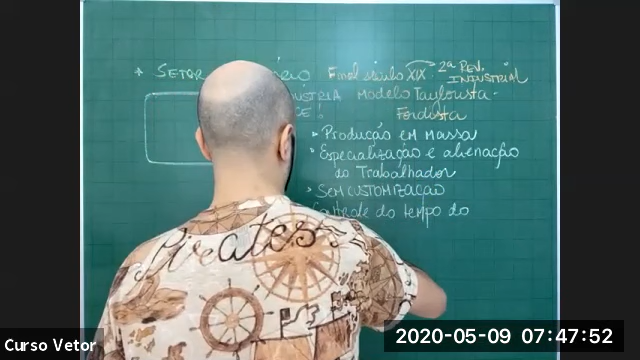 SETOR
Final século XIX → 2ª REV.
INDUSTRIAL
MODELO Taylorista-
Fordista
Produção em massa
Especialização e alienação
do Trabalhador
SEM CUSTOMIZAÇÃO
Controle do tempo do
Pirates
Curso Vetor
2020-05-09 07:47:52